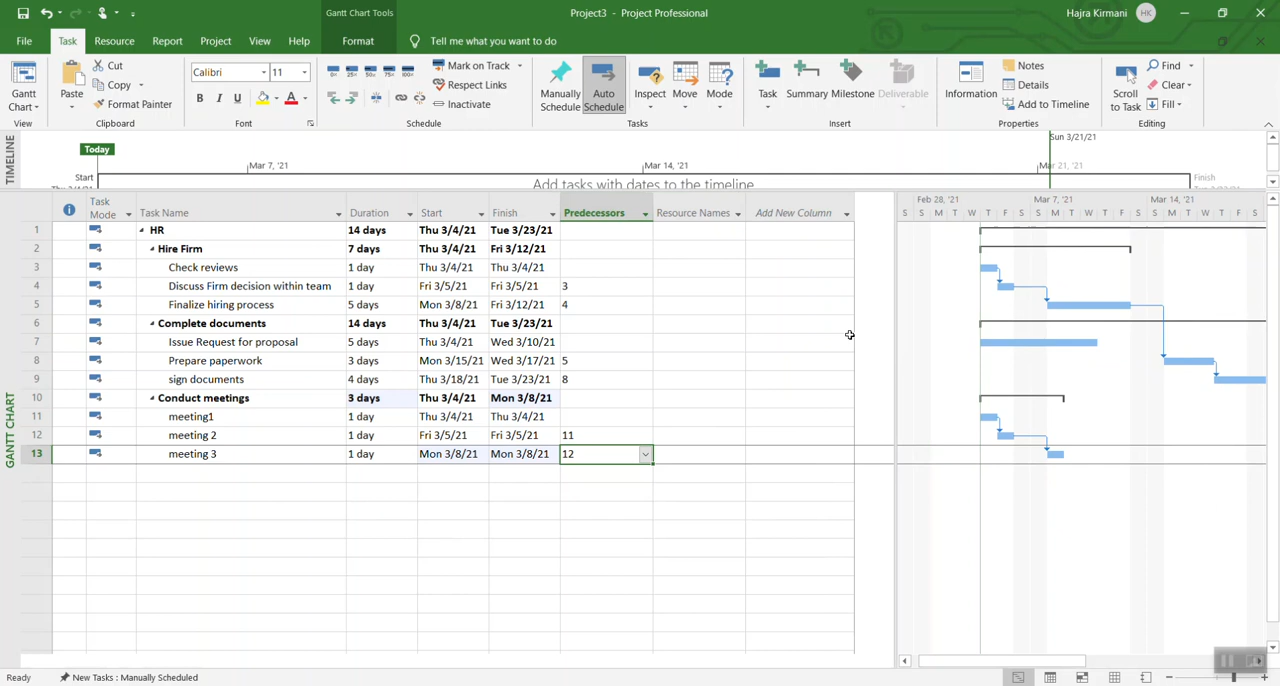 Gantt Chart Tools
Project3 - Project Professional
Hajra Kirmani
HK
File
Task
Resource
Report
Project
View
Help
Format
Tell me what you want to do
Gantt
Chart
View
Paste
Cut
Copy
Format Painter
Clipboard
Calibri
11
B
I
U
A
Font
0%
25%
50%
75%
100%
Mark on Track
Respect Links
Inactivate
Schedule
Manually
Schedule
Auto
Schedule
Inspect
Move
Mode
Tasks
Task
Summary
Milestone
Deliverable
Insert
Information
Notes
Details
Add to Timeline
Properties
Scroll
to Task
Find
Clear
Fill
Editing
TIMELINE
Today
Sun 3/21/21
Mar 7, '21
Mar 14, '21
Mar 21, '21
Start
Finish
Add tasks with dates to the timeline
Task
Mode
Task Name
Duration
Start
Finish
Predecessors
Resource Names
Add New Column
Feb 28, '21
Mar 7, '21
Mar 14, '21
S S M T W T F S S M T W T F S S M T W T F S
1 HR 14 days Thu 3/4/21 Tue 3/23/21
2 Hire Firm 7 days Thu 3/4/21 Fri 3/12/21
3 Check reviews 1 day Thu 3/4/21 Thu 3/4/21
4 Discuss Firm decision within team 1 day Fri 3/5/21 Fri 3/5/21 3
5 Finalize hiring process 5 days Mon 3/8/21 Fri 3/12/21 4
6 Complete documents 14 days Thu 3/4/21 Tue 3/23/21
7 Issue Request for proposal 5 days Thu 3/4/21 Wed 3/10/21
8 Prepare paperwork 3 days Mon 3/15/21 Wed 3/17/21 5
9 sign documents 4 days Thu 3/18/21 Tue 3/23/21 8
10 Conduct meetings 3 days Thu 3/4/21 Mon 3/8/21
11 meeting1 1 day Thu 3/4/21 Thu 3/4/21
12 meeting 2 1 day Fri 3/5/21 Fri 3/5/21 11
13 meeting 3 1 day Mon 3/8/21 Mon 3/8/21 12
GANTT CHART
Ready
New Tasks : Manually Scheduled